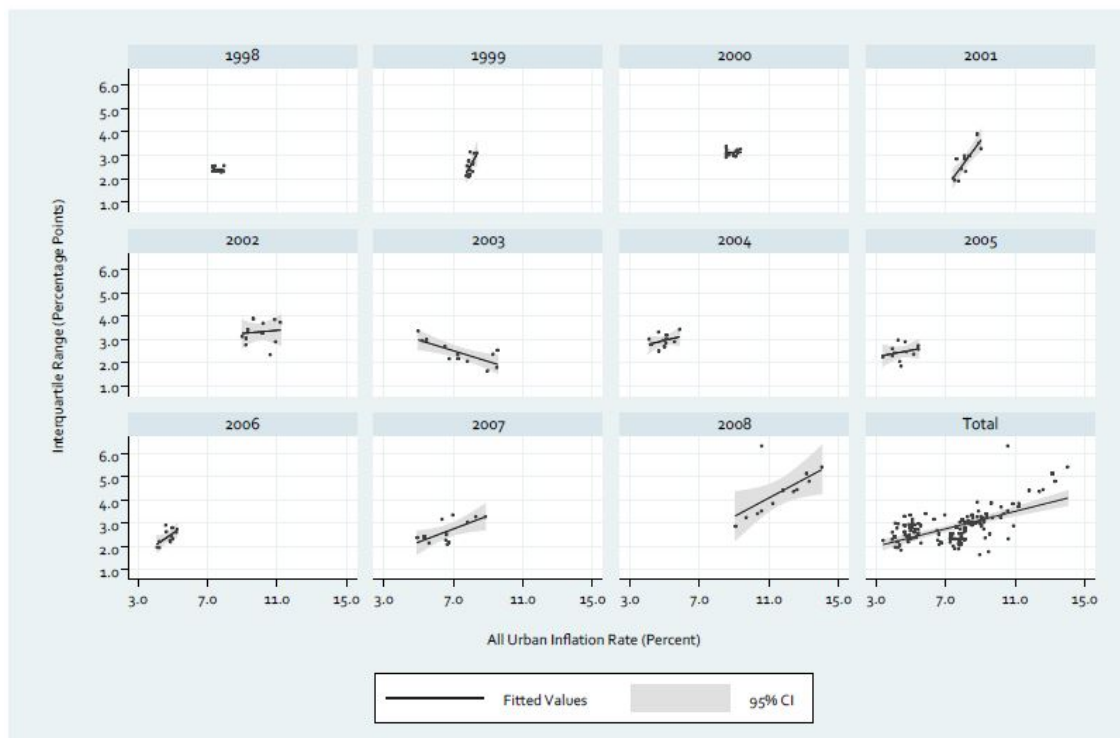 1998 1999 2000 2001
6.0
5.0
4.0
3.0
2.0
1.0
2002 2003 2004 2005
6.0
5.0
4.0
3.0
2.0
1.0
2006 2007 2008 Total
6.0
5.0
4.0
3.0
2.0
1.0
3.0 7.0 11.0 15.0 3.0 7.0 11.0 15.0 3.0 7.0 11.0 15.0 3.0 7.0 11.0 15.0
Interquartile Range (Percentage Points)
All Urban Inflation Rate (Percent)
Fitted Values 95% CI